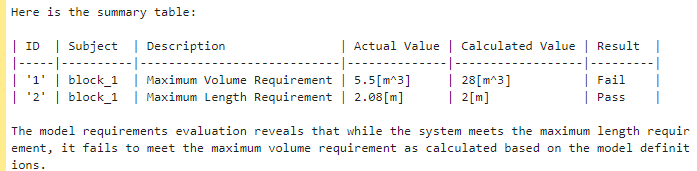 Here is the summary table:
| ID  | Subject  | Description                | Actual Value | Calculated Value | Result  |
|-----|----------|----------------------------|--------------|------------------|---------|
| '1' | block_1  | Maximum Volume Requirement | 5.5[m^3]     | 28[m^3]          | Fail    |
| '2' | block_1  | Maximum Length Requirement | 2.08[m]      | 2[m]             | Pass    |
The model requirements evaluation reveals that while the system meets the maximum length requir
ement, it fails to meet the maximum volume requirement as calculated based on the model definit
ions.